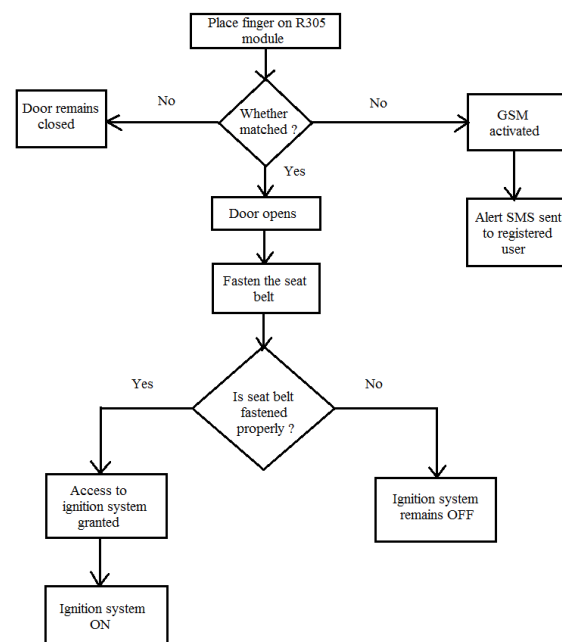 Place finger on R305
module
No
No
Door remains
closed
Whether
matched ?
GSM
activated
Yes
Door opens
Alert SMS sent
to registered
user
Fasten the seat
belt
Yes
No
Is seat belt
fastened
properly ?
Access to
ignition system
granted
Ignition system
remains OFF
Ignition system
ON